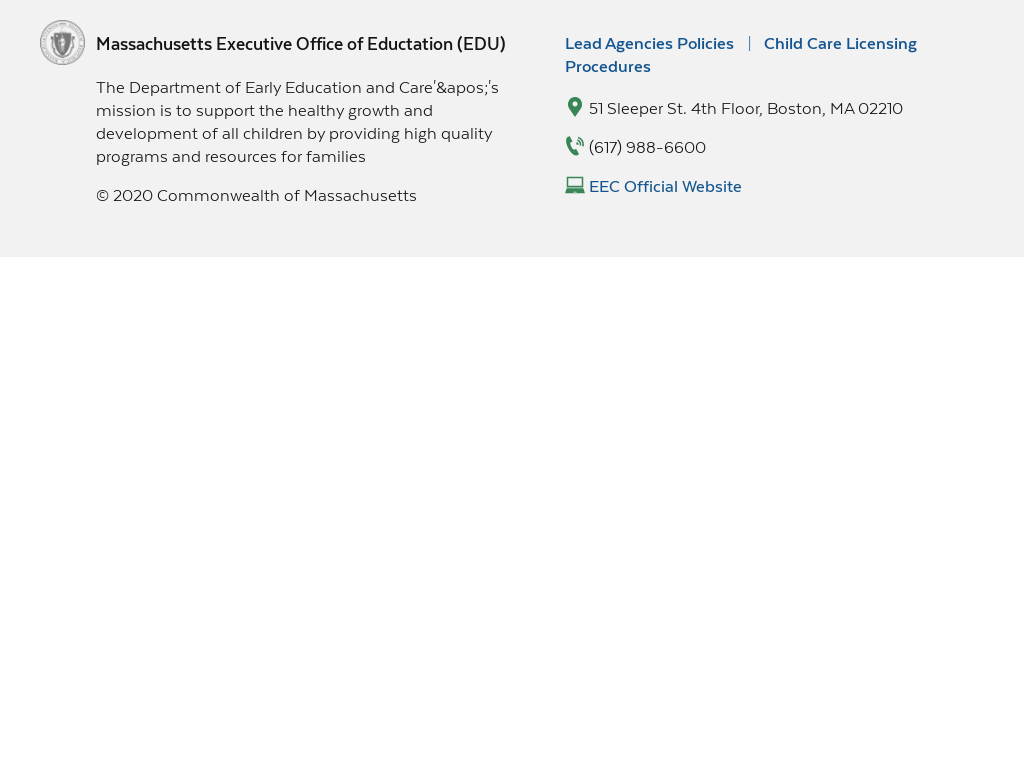 Massachusetts Executive Office of Eductation (EDU)
The Department of Early Education and Care'&apos;'s
mission is to support the healthy growth and
development of all children by providing high quality
programs and resources for families
© 2020 Commonwealth of Massachusetts
Lead Agencies Policies | Child Care Licensing
Procedures
51 Sleeper St. 4th Floor, Boston, MA 02210
(617) 988-6600
EEC Official Website